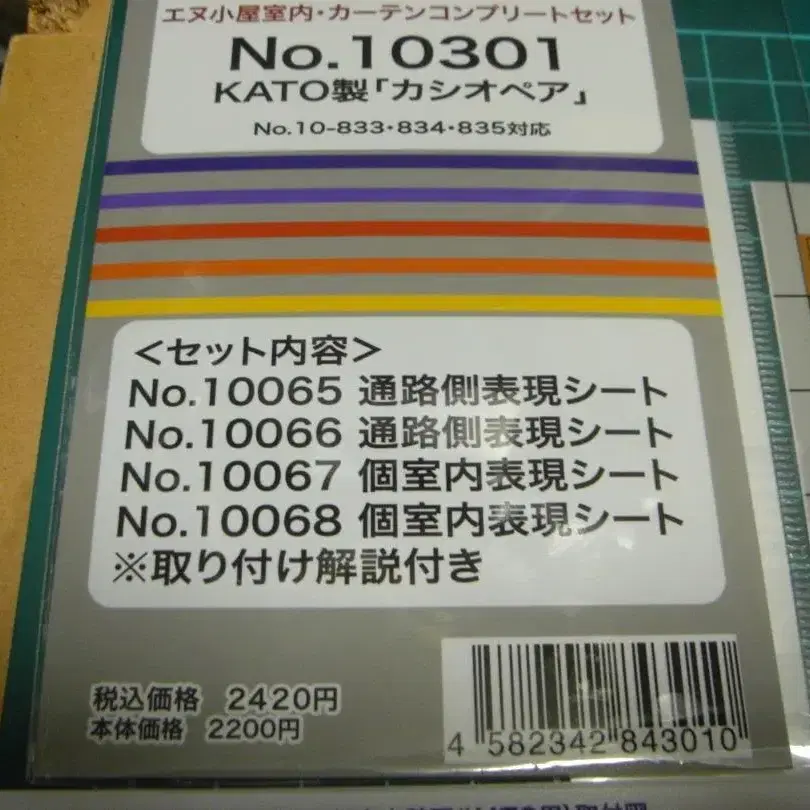 エヌ小屋室内・カーテンコンプリートセット
No.10301
KATO製「カシオペア」
No.10-833・834・835対応
＜セット内容＞
No.10065 通路側表現シート
No.10066 通路側表現シート
No.10067 個室内表現シート
No.10068 個室内表現シート
※取り付け解説付き
税込価格 2420円
本体価格 2200円
4 582342 843010